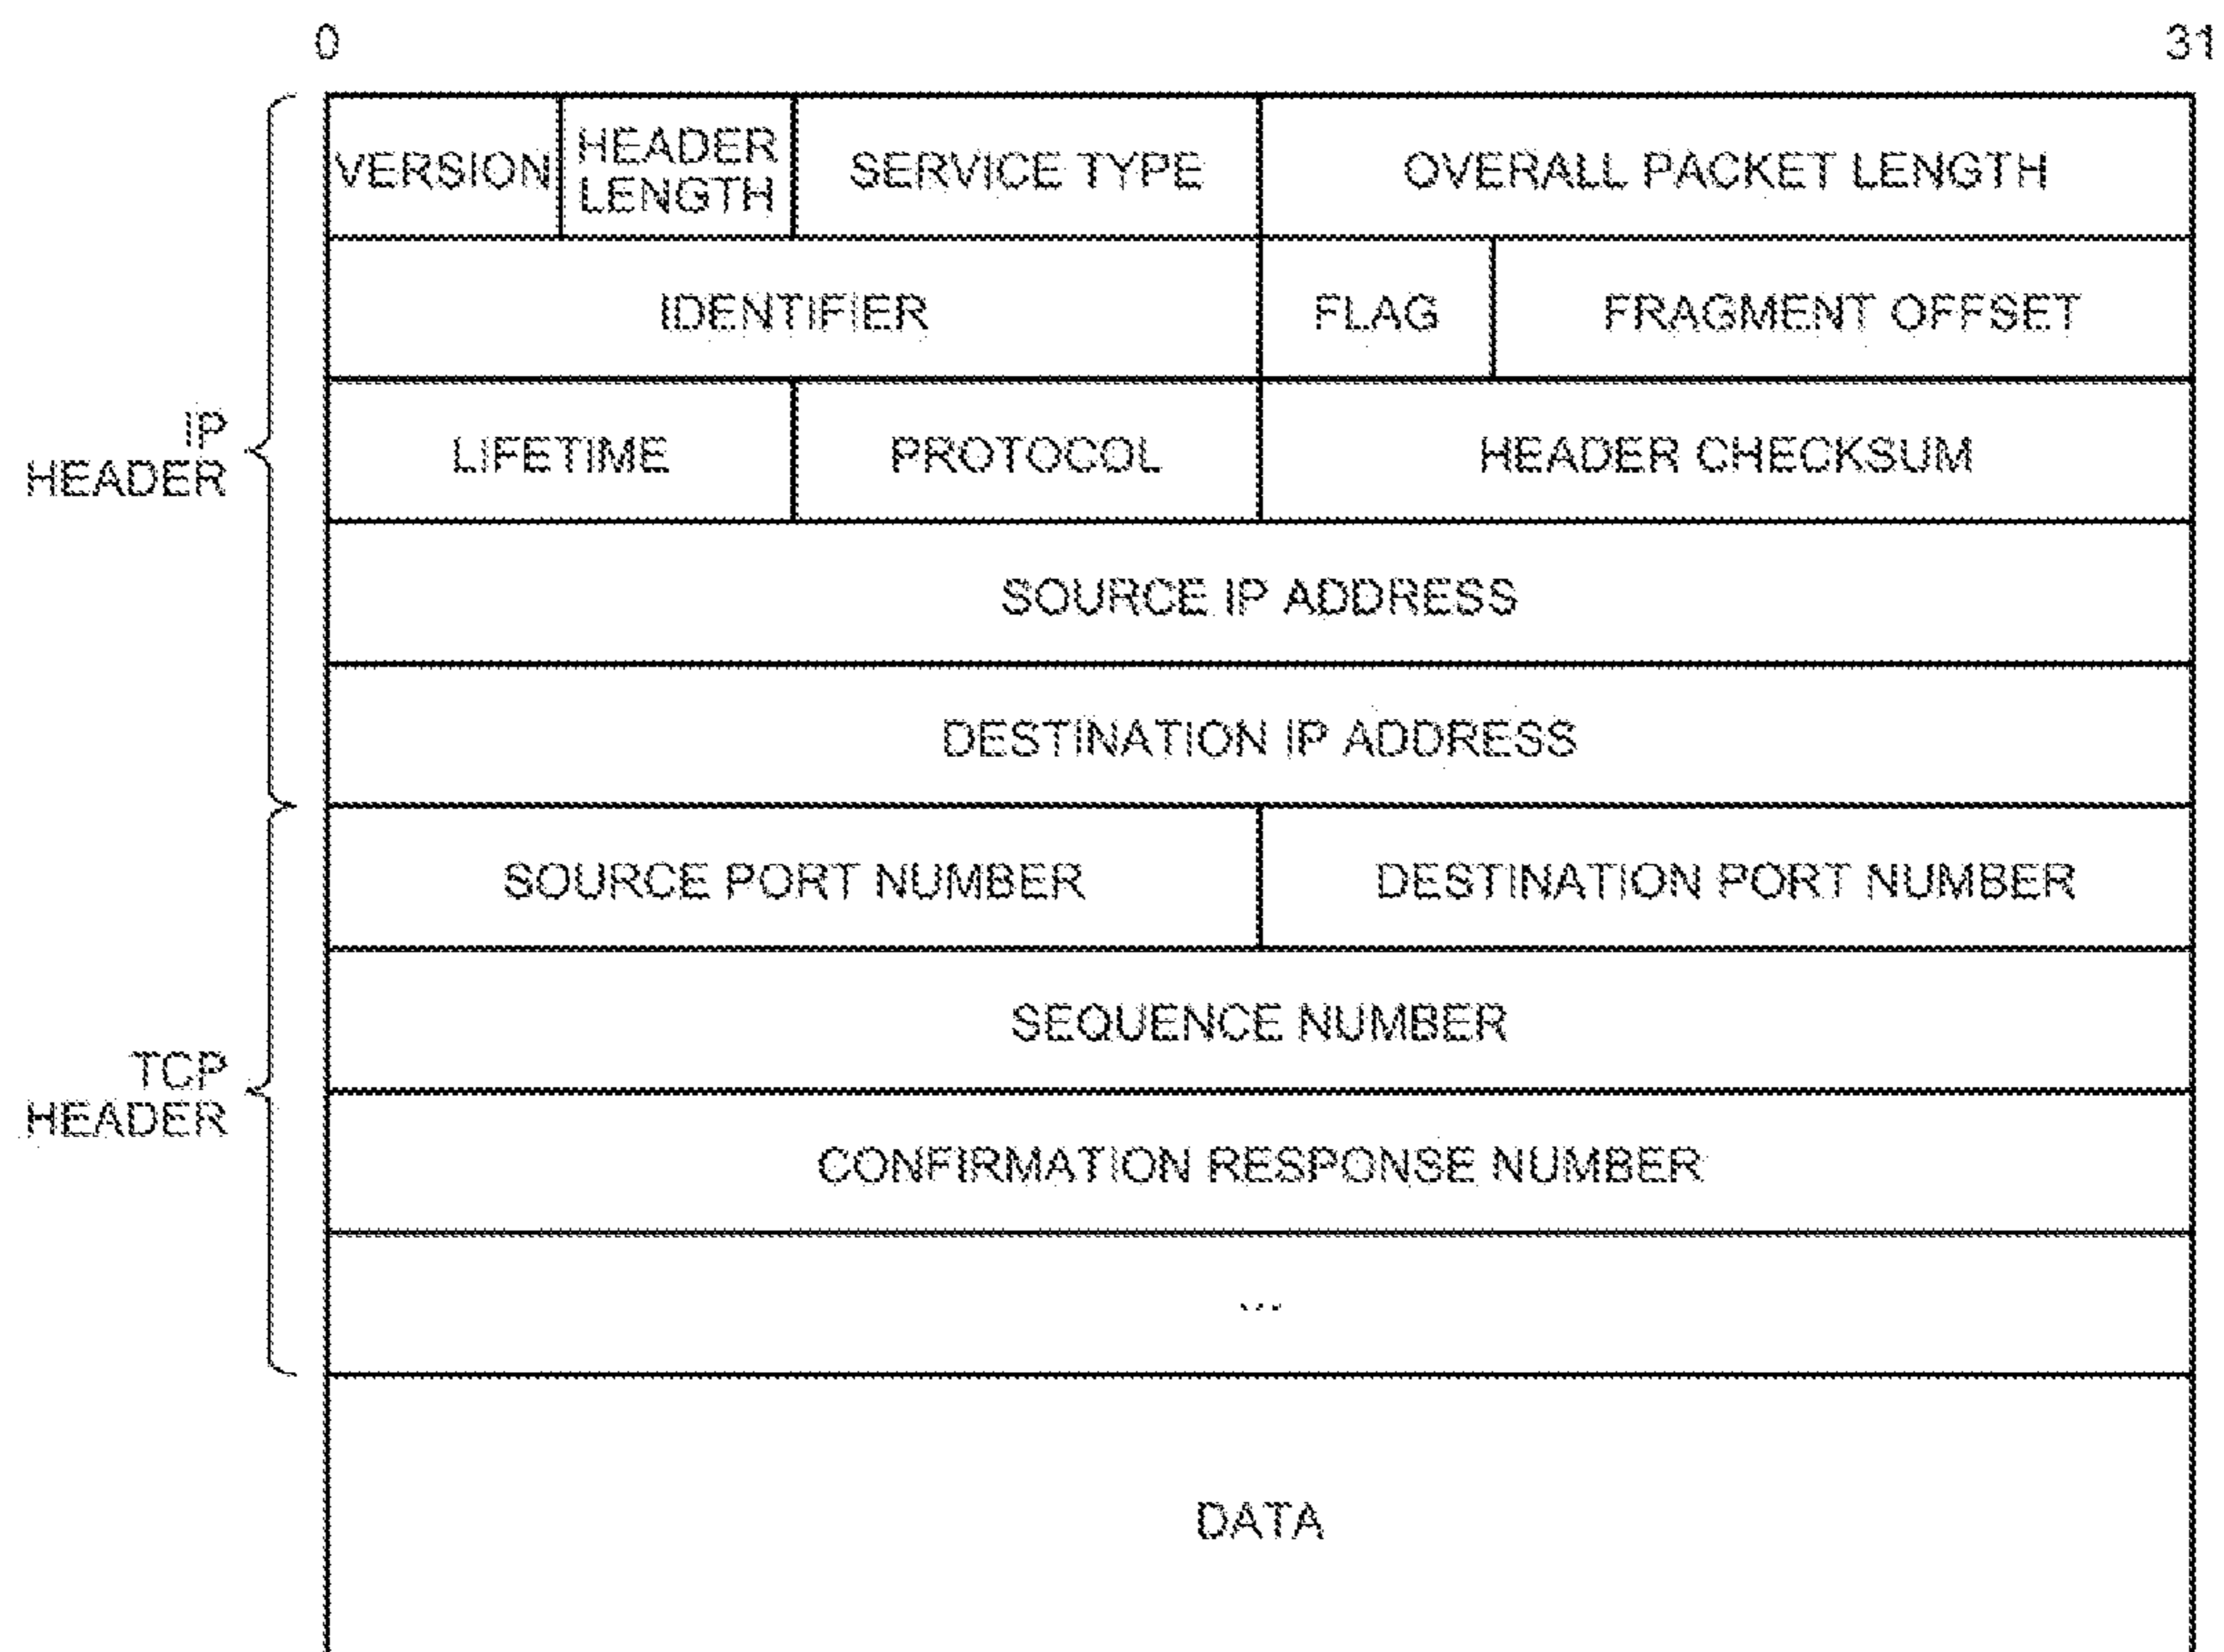 0
31
VERSION
HEADER
LENGTH
SERVICE TYPE
OVERALL PACKET LENGTH
IDENTIFIER
FLAG
FRAGMENT OFFSET
IP
HEADER
LIFETIME
PROTOCOL
HEADER CHECKSUM
SOURCE IP ADDRESS
DESTINATION IP ADDRESS
SOURCE PORT NUMBER
DESTINATION PORT NUMBER
SEQUENCE NUMBER
TCP
HEADER
CONFIRMATION RESPONSE NUMBER
...
DATA